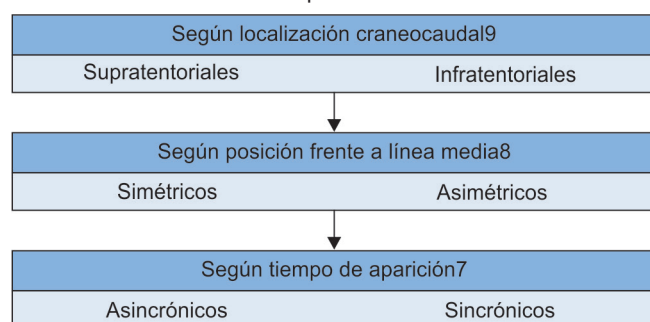 Según localización craneocaudal9
Supratentoriales Infratentoriales
Según posición frente a línea media8
Simétricos Asimétricos
Según tiempo de aparición7
Asincrónicos Sincrónicos